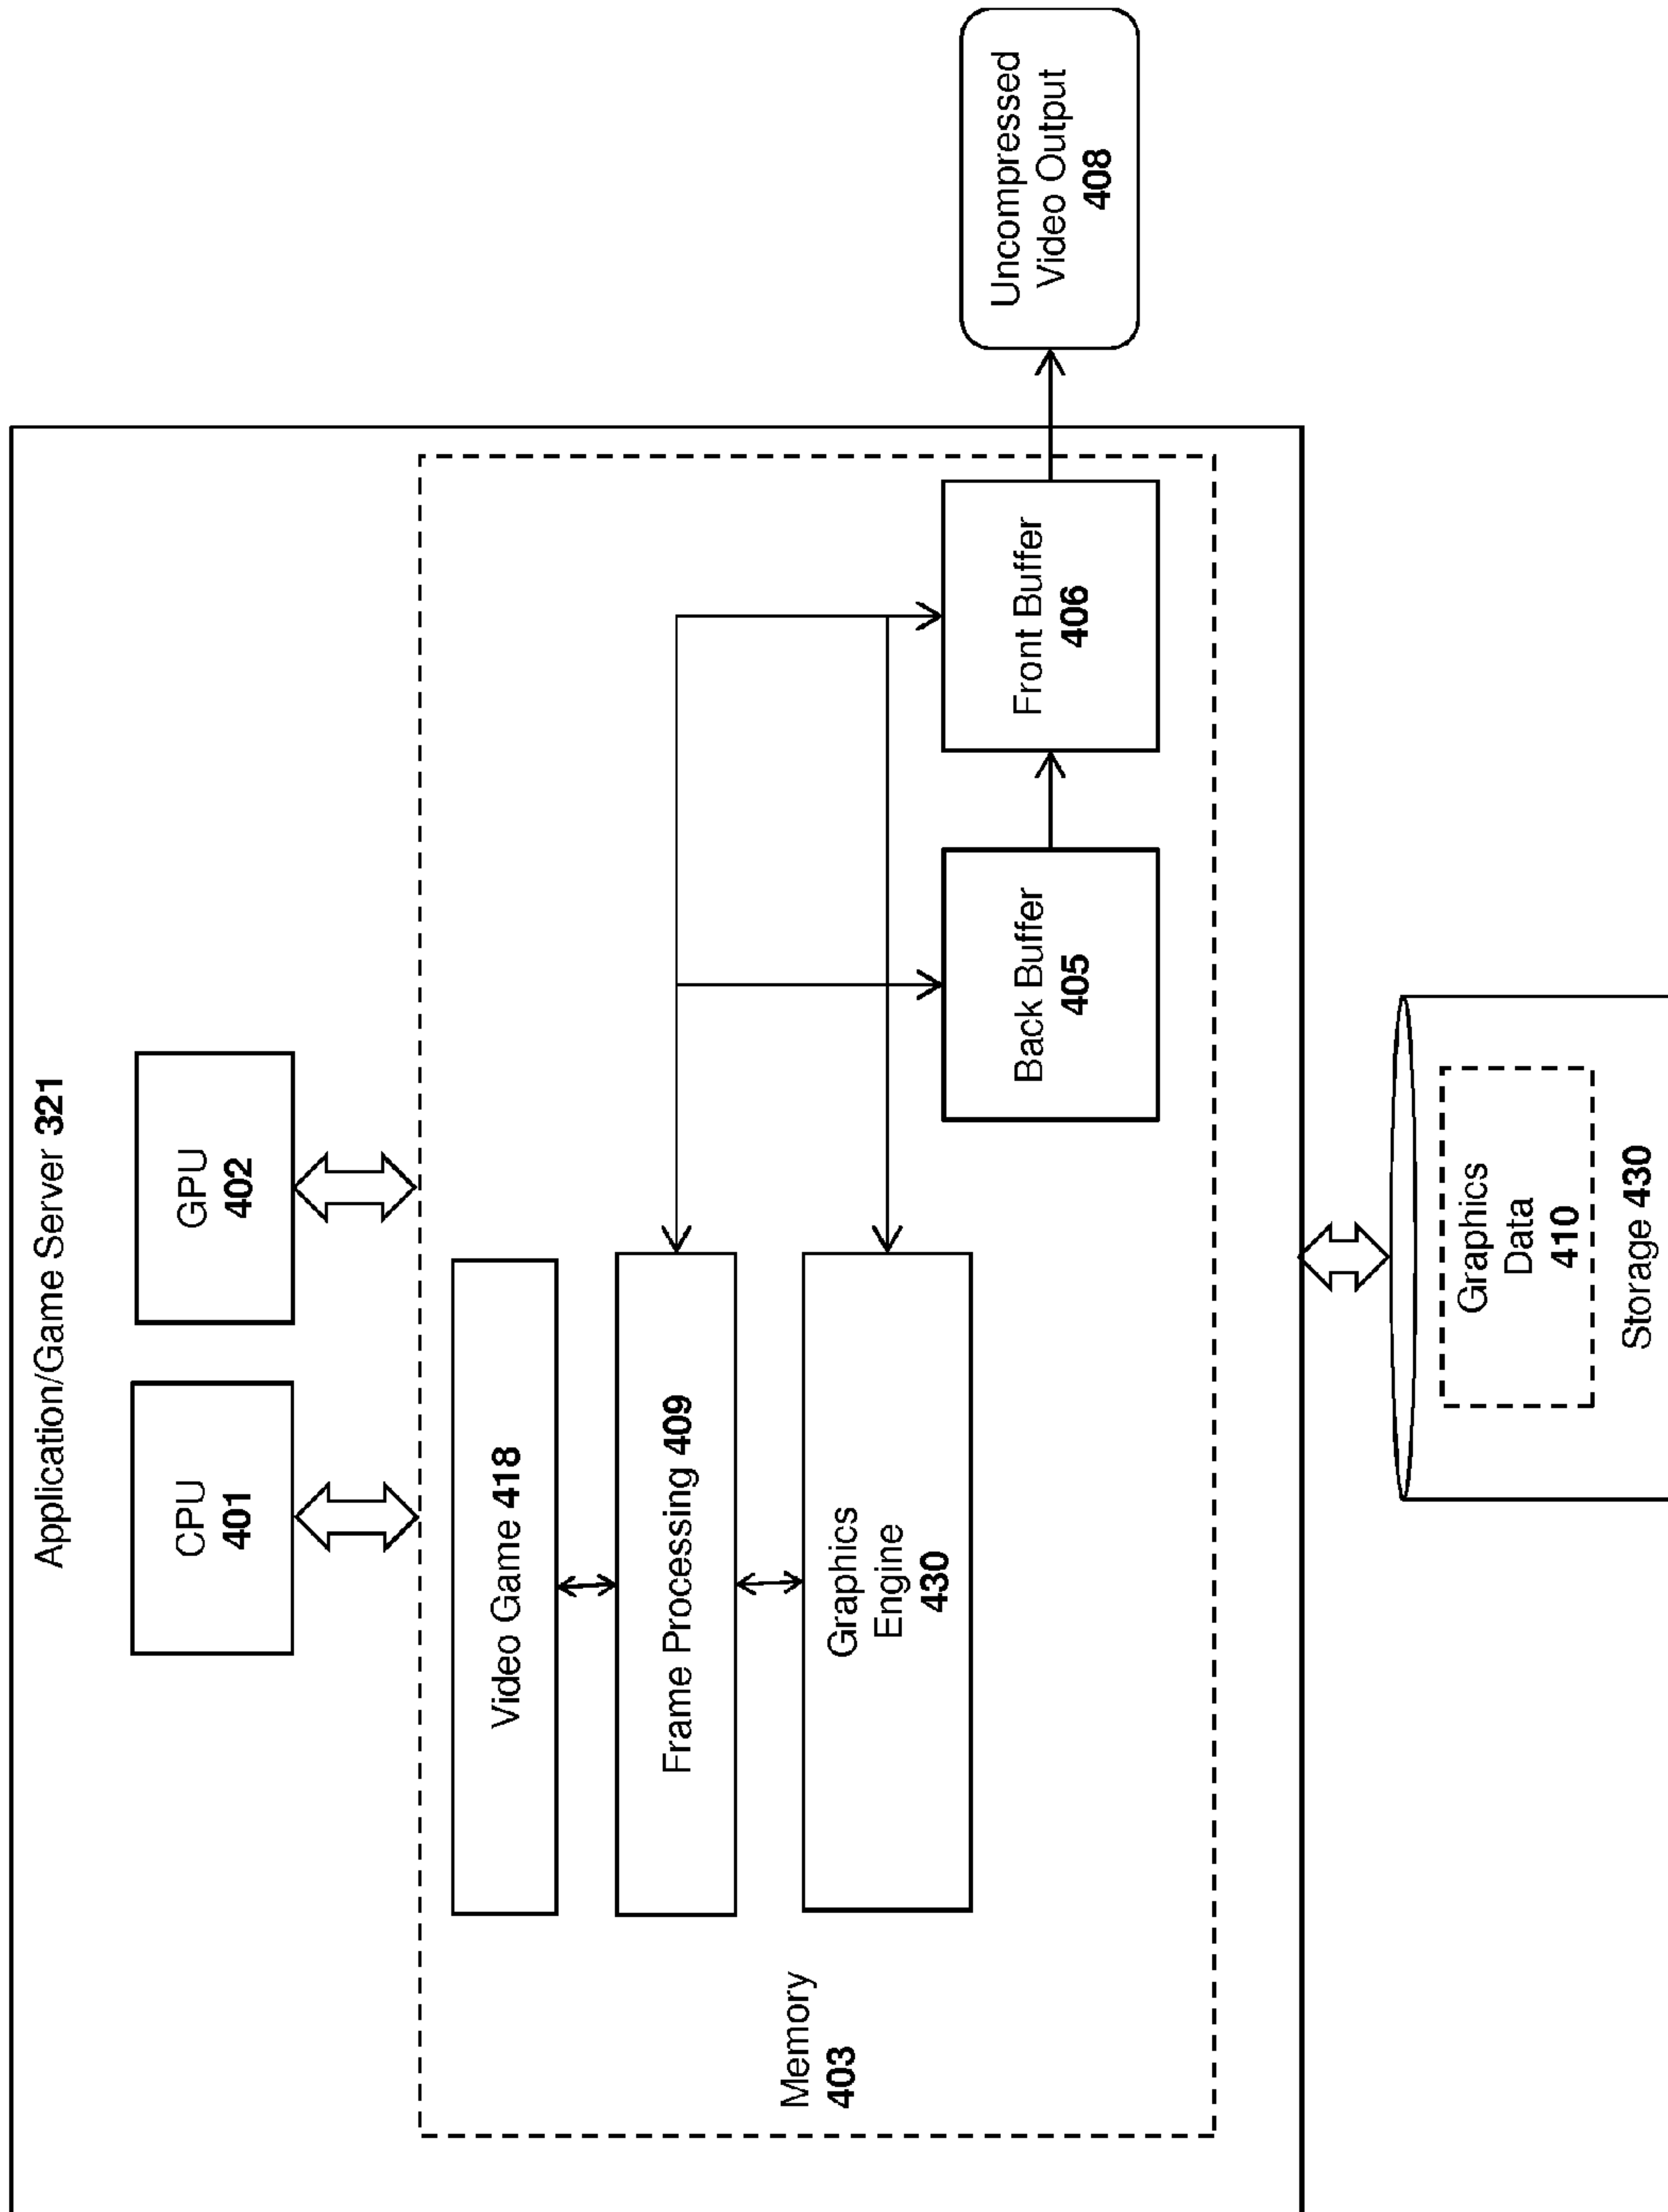 Application/Game Server 321
CPU
401
GPU
402
Video Game 418
Frame Processing 409
Graphics
Engine
430
Memory
403
Back Buffer
405
Front Buffer
406
Uncompressed
Video Output
408
Graphics
Data
410
Storage 430